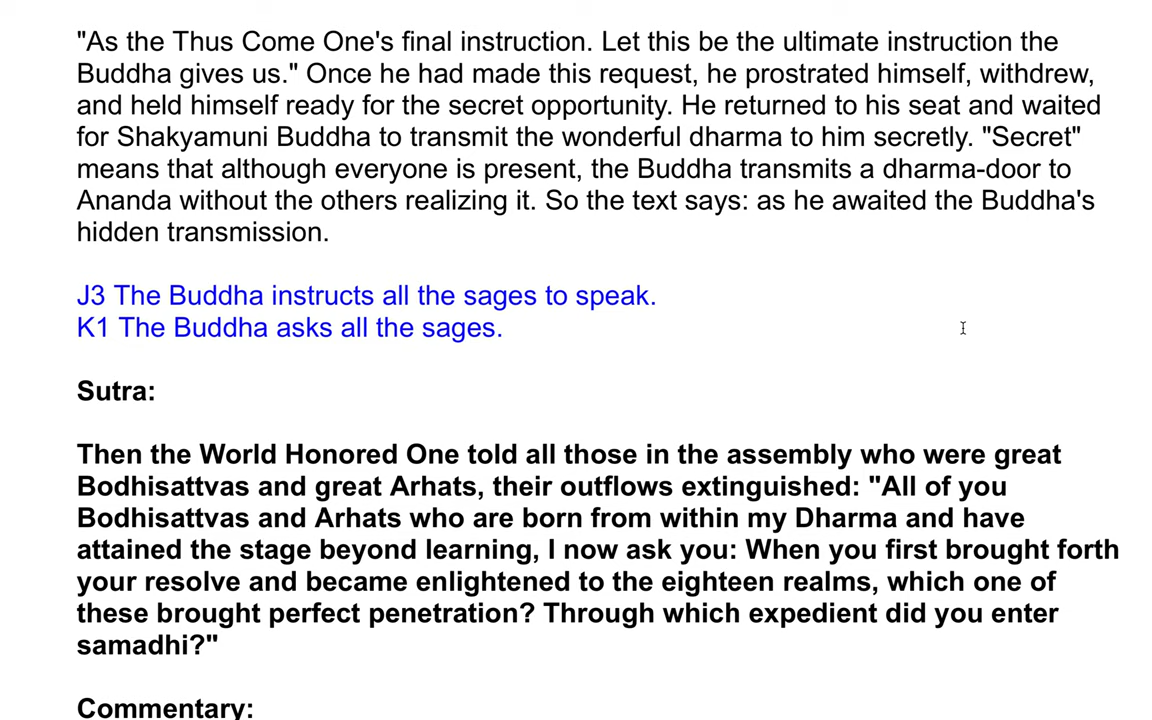 "As the Thus Come One's final instruction. Let this be the ultimate instruction the
Buddha gives us." Once he had made this request, he prostrated himself, withdrew,
and held himself ready for the secret opportunity. He returned to his seat and waited
for Shakyamuni Buddha to transmit the wonderful dharma to him secretly. "Secret"
means that although everyone is present, the Buddha transmits a dharma-door to
Ananda without the others realizing it. So the text says: as he awaited the Buddha's
hidden transmission.
J3 The Buddha instructs all the sages to speak.
K1 The Buddha asks all the sages.
Sutra:
Then the World Honored One told all those in the assembly who were great
Bodhisattvas and great Arhats, their outflows extinguished: "All of you
Bodhisattvas and Arhats who are born from within my Dharma and have
attained the stage beyond learning, I now ask you: When you first brought forth
your resolve and became enlightened to the eighteen realms, which one of
these brought perfect penetration? Through which expedient did you enter
samadhi?"
Commentary: